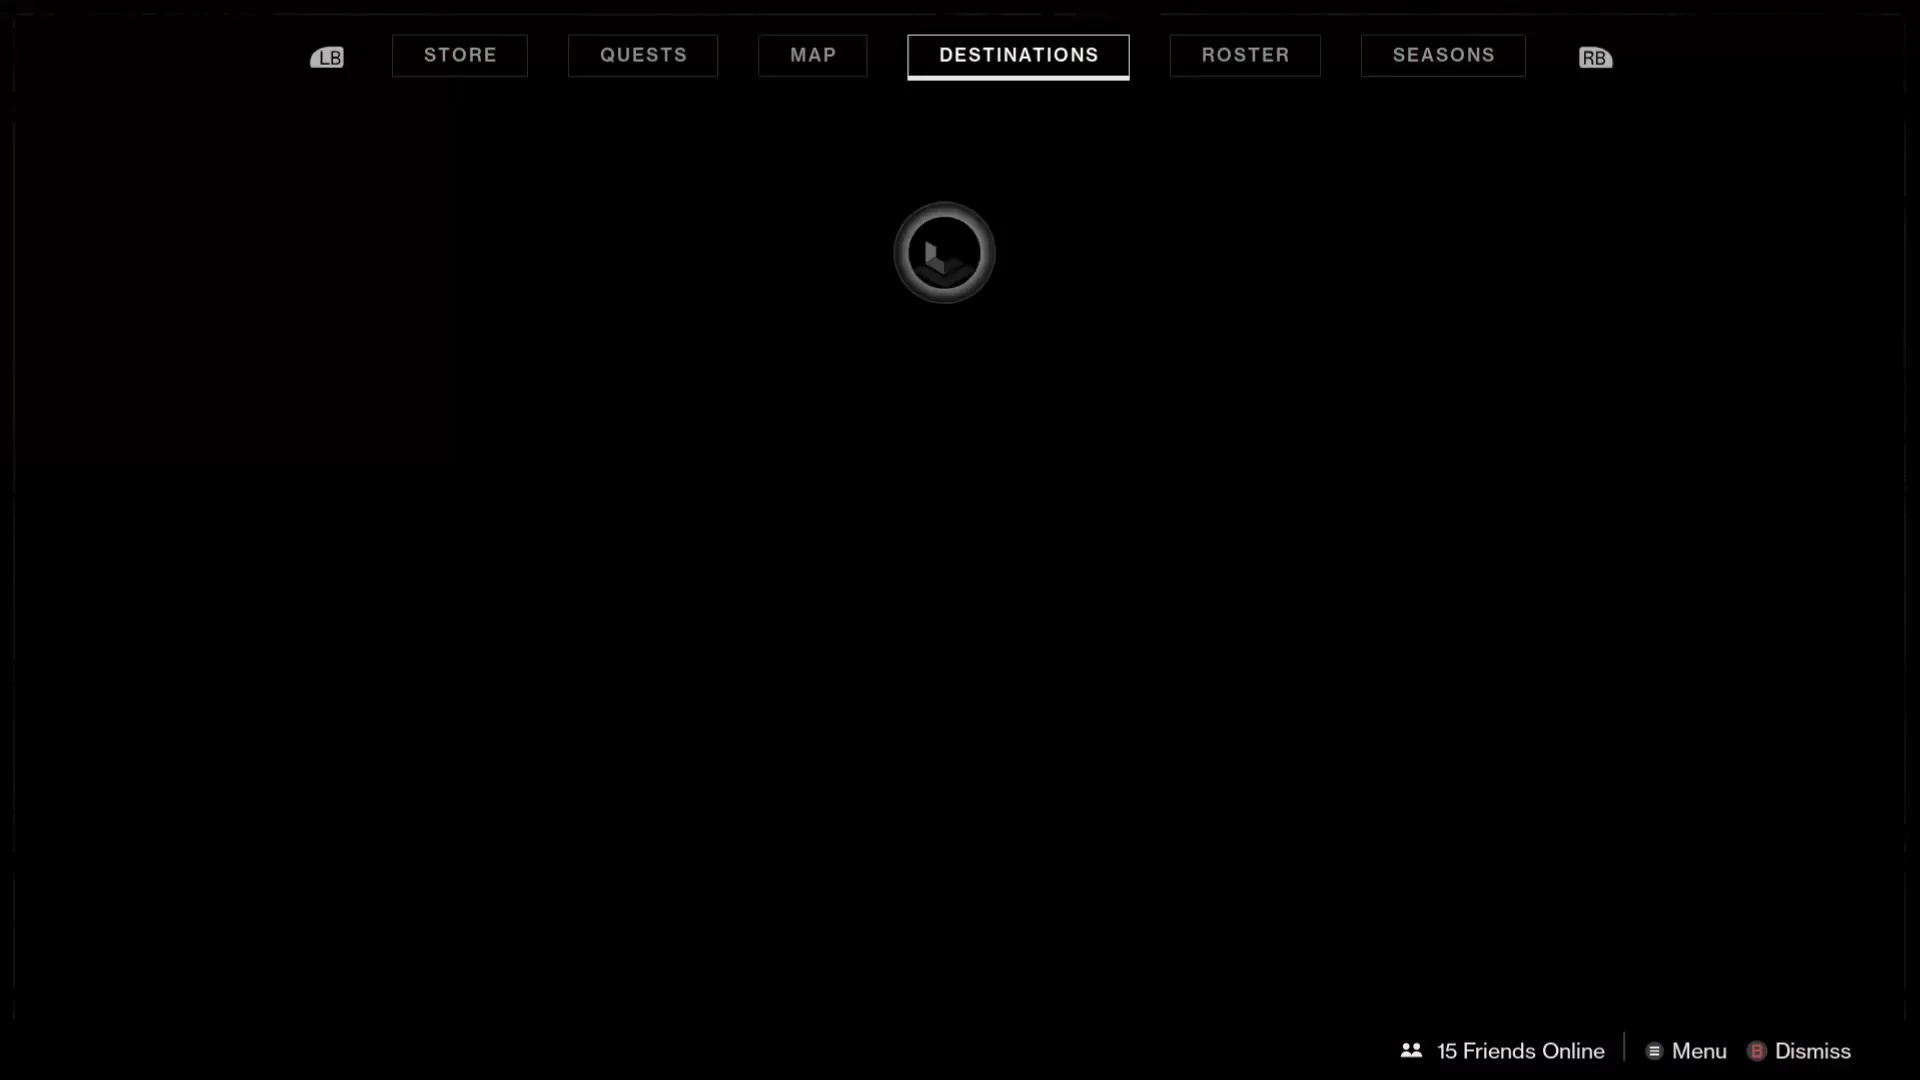 LB STORE QUESTS MAP DESTINATIONS ROSTER SEASONS RB
15 Friends Online Menu B Dismiss